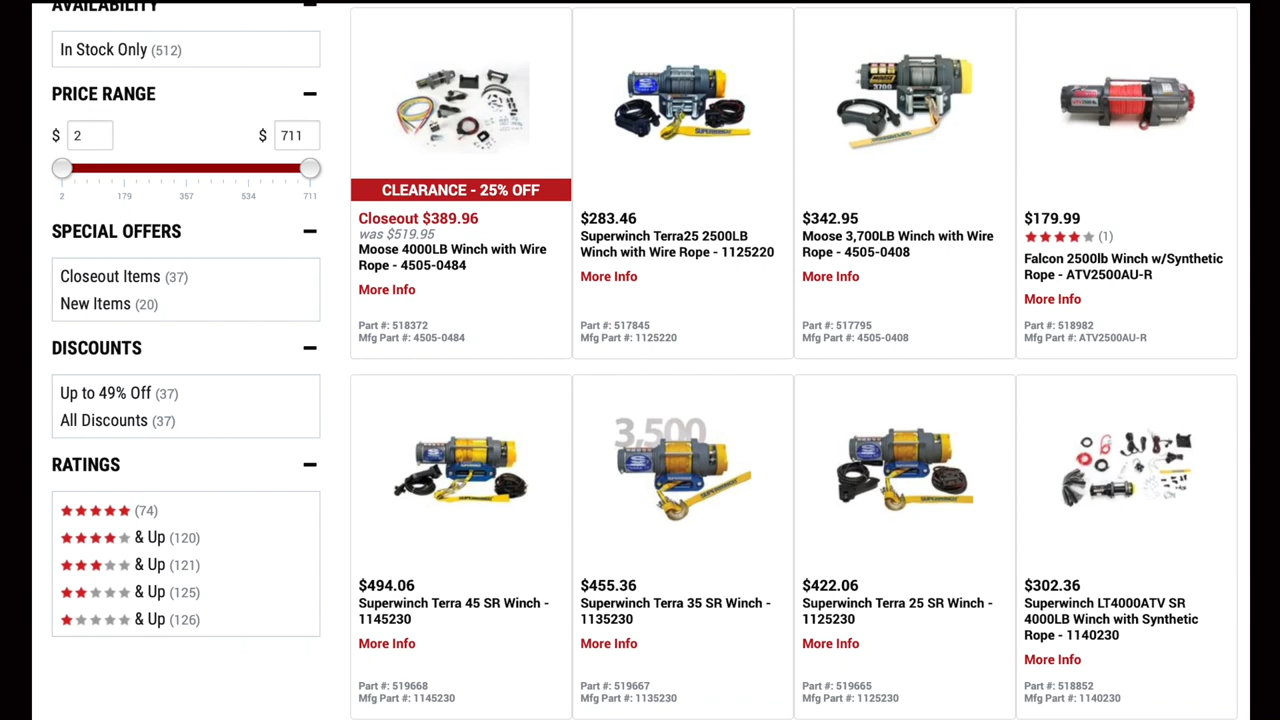 AVAILABILITY
In Stock Only (512)
PRICE RANGE
$ 2 $ 711
2 179 357 534 711
SPECIAL OFFERS
Closeout Items (37)
New Items (20)
DISCOUNTS
Up to 49% Off (37)
All Discounts (37)
RATINGS
(74)
& Up (120)
& Up (121)
& Up (125)
& Up (126)
CLEARANCE - 25% OFF
Closeout $389.96
was $519.95
Moose 4000LB Winch with Wire
Rope - 4505-0484
More Info
Part #: 518372
Mfg Part #: 4505-0484
SUPERWINCH
$283.46
Superwinch Terra25 2500LB
Winch with Wire Rope - 1125220
More Info
Part #: 517845
Mfg Part #: 1125220
3700
$342.95
Moose 3,700LB Winch with Wire
Rope - 4505-0408
More Info
Part #: 517795
Mfg Part #: 4505-0408
$179.99
(1)
Falcon 2500lb Winch w/Synthetic
Rope - ATV2500AU-R
More Info
Part #: 518982
Mfg Part #: ATV2500AU-R
SUPERWINCH
$494.06
Superwinch Terra 45 SR Winch -
1145230
More Info
Part #: 519668
Mfg Part #: 1145230
3,500
SUPERWINCH
$455.36
Superwinch Terra 35 SR Winch -
1135230
More Info
Part #: 519667
Mfg Part #: 1135230
SUPERWINCH
$422.06
Superwinch Terra 25 SR Winch -
1125230
More Info
Part #: 519665
Mfg Part #: 1125230
$302.36
Superwinch LT4000ATV SR
4000LB Winch with Synthetic
Rope - 1140230
More Info
Part #: 518852
Mfg Part #: 1140230